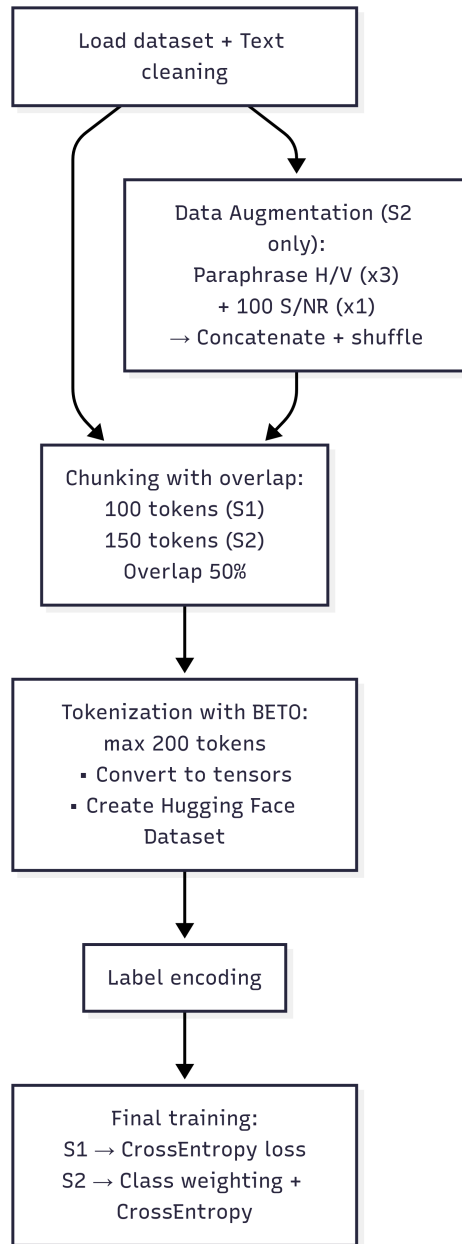 Load dataset + Text
cleaning
Data Augmentation (S2
only):
Paraphrase H/V (x3)
+ 100 S/NR (x1)
→ Concatenate + shuffle
Chunking with overlap:
100 tokens (S1)
150 tokens (S2)
Overlap 50%
Tokenization with BETO:
max 200 tokens
▪ Convert to tensors
▪ Create Hugging Face
Dataset
Label encoding
Final training:
S1 → CrossEntropy loss
S2 → Class weighting +
CrossEntropy